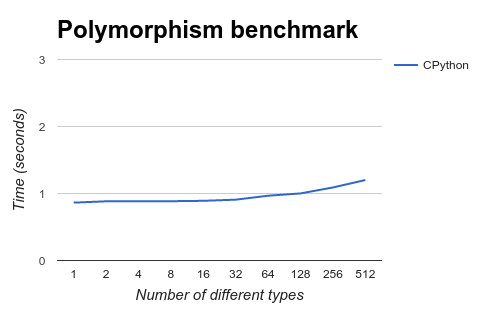 Polymorphism benchmark
3
2
1
0
Time (seconds)
1 2 4 8 16 32 64 128 256 512
Number of different types
CPython